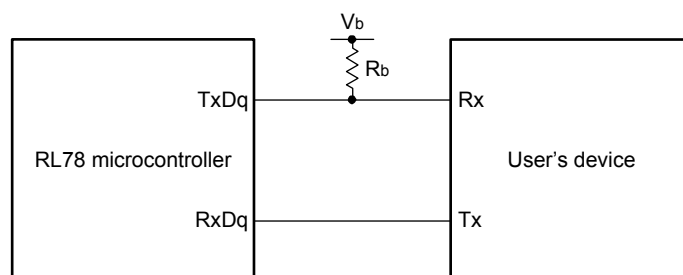 Vb
Rb
TxDq
Rx
RL78 microcontroller
User's device
RxDq
Tx